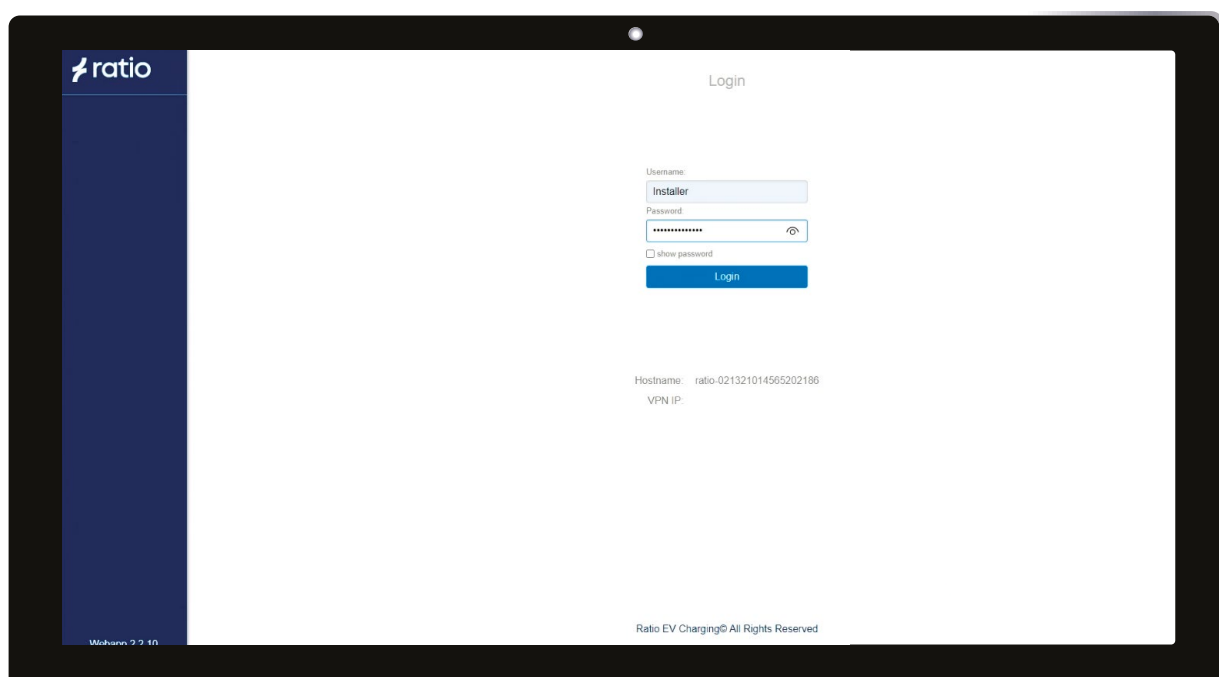 ratio
Login
Username:
Installer
Password
••••••••••••••
show password
Login
Hostname: ratio-021321014565202186
VPN IP:
Ratio EV Charging© All Rights Reserved
Webapp 2.2.10